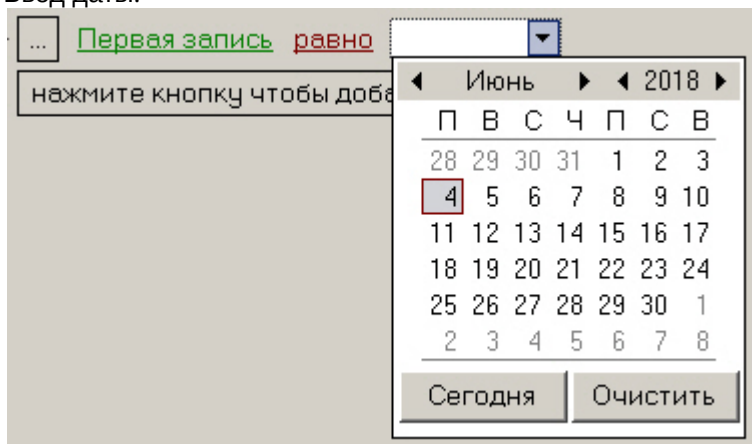 Ввод даты:
... Первая запись равно
нажмите кнопку чтобы доба
Июнь 2018
П В С Ч П С В
28 29 30 31 1 2 3
4 5 6 7 8 9 10
11 12 13 14 15 16 17
18 19 20 21 22 23 24
25 26 27 28 29 30 1
2 3 4 5 6 7 8
Сегодня Очистить